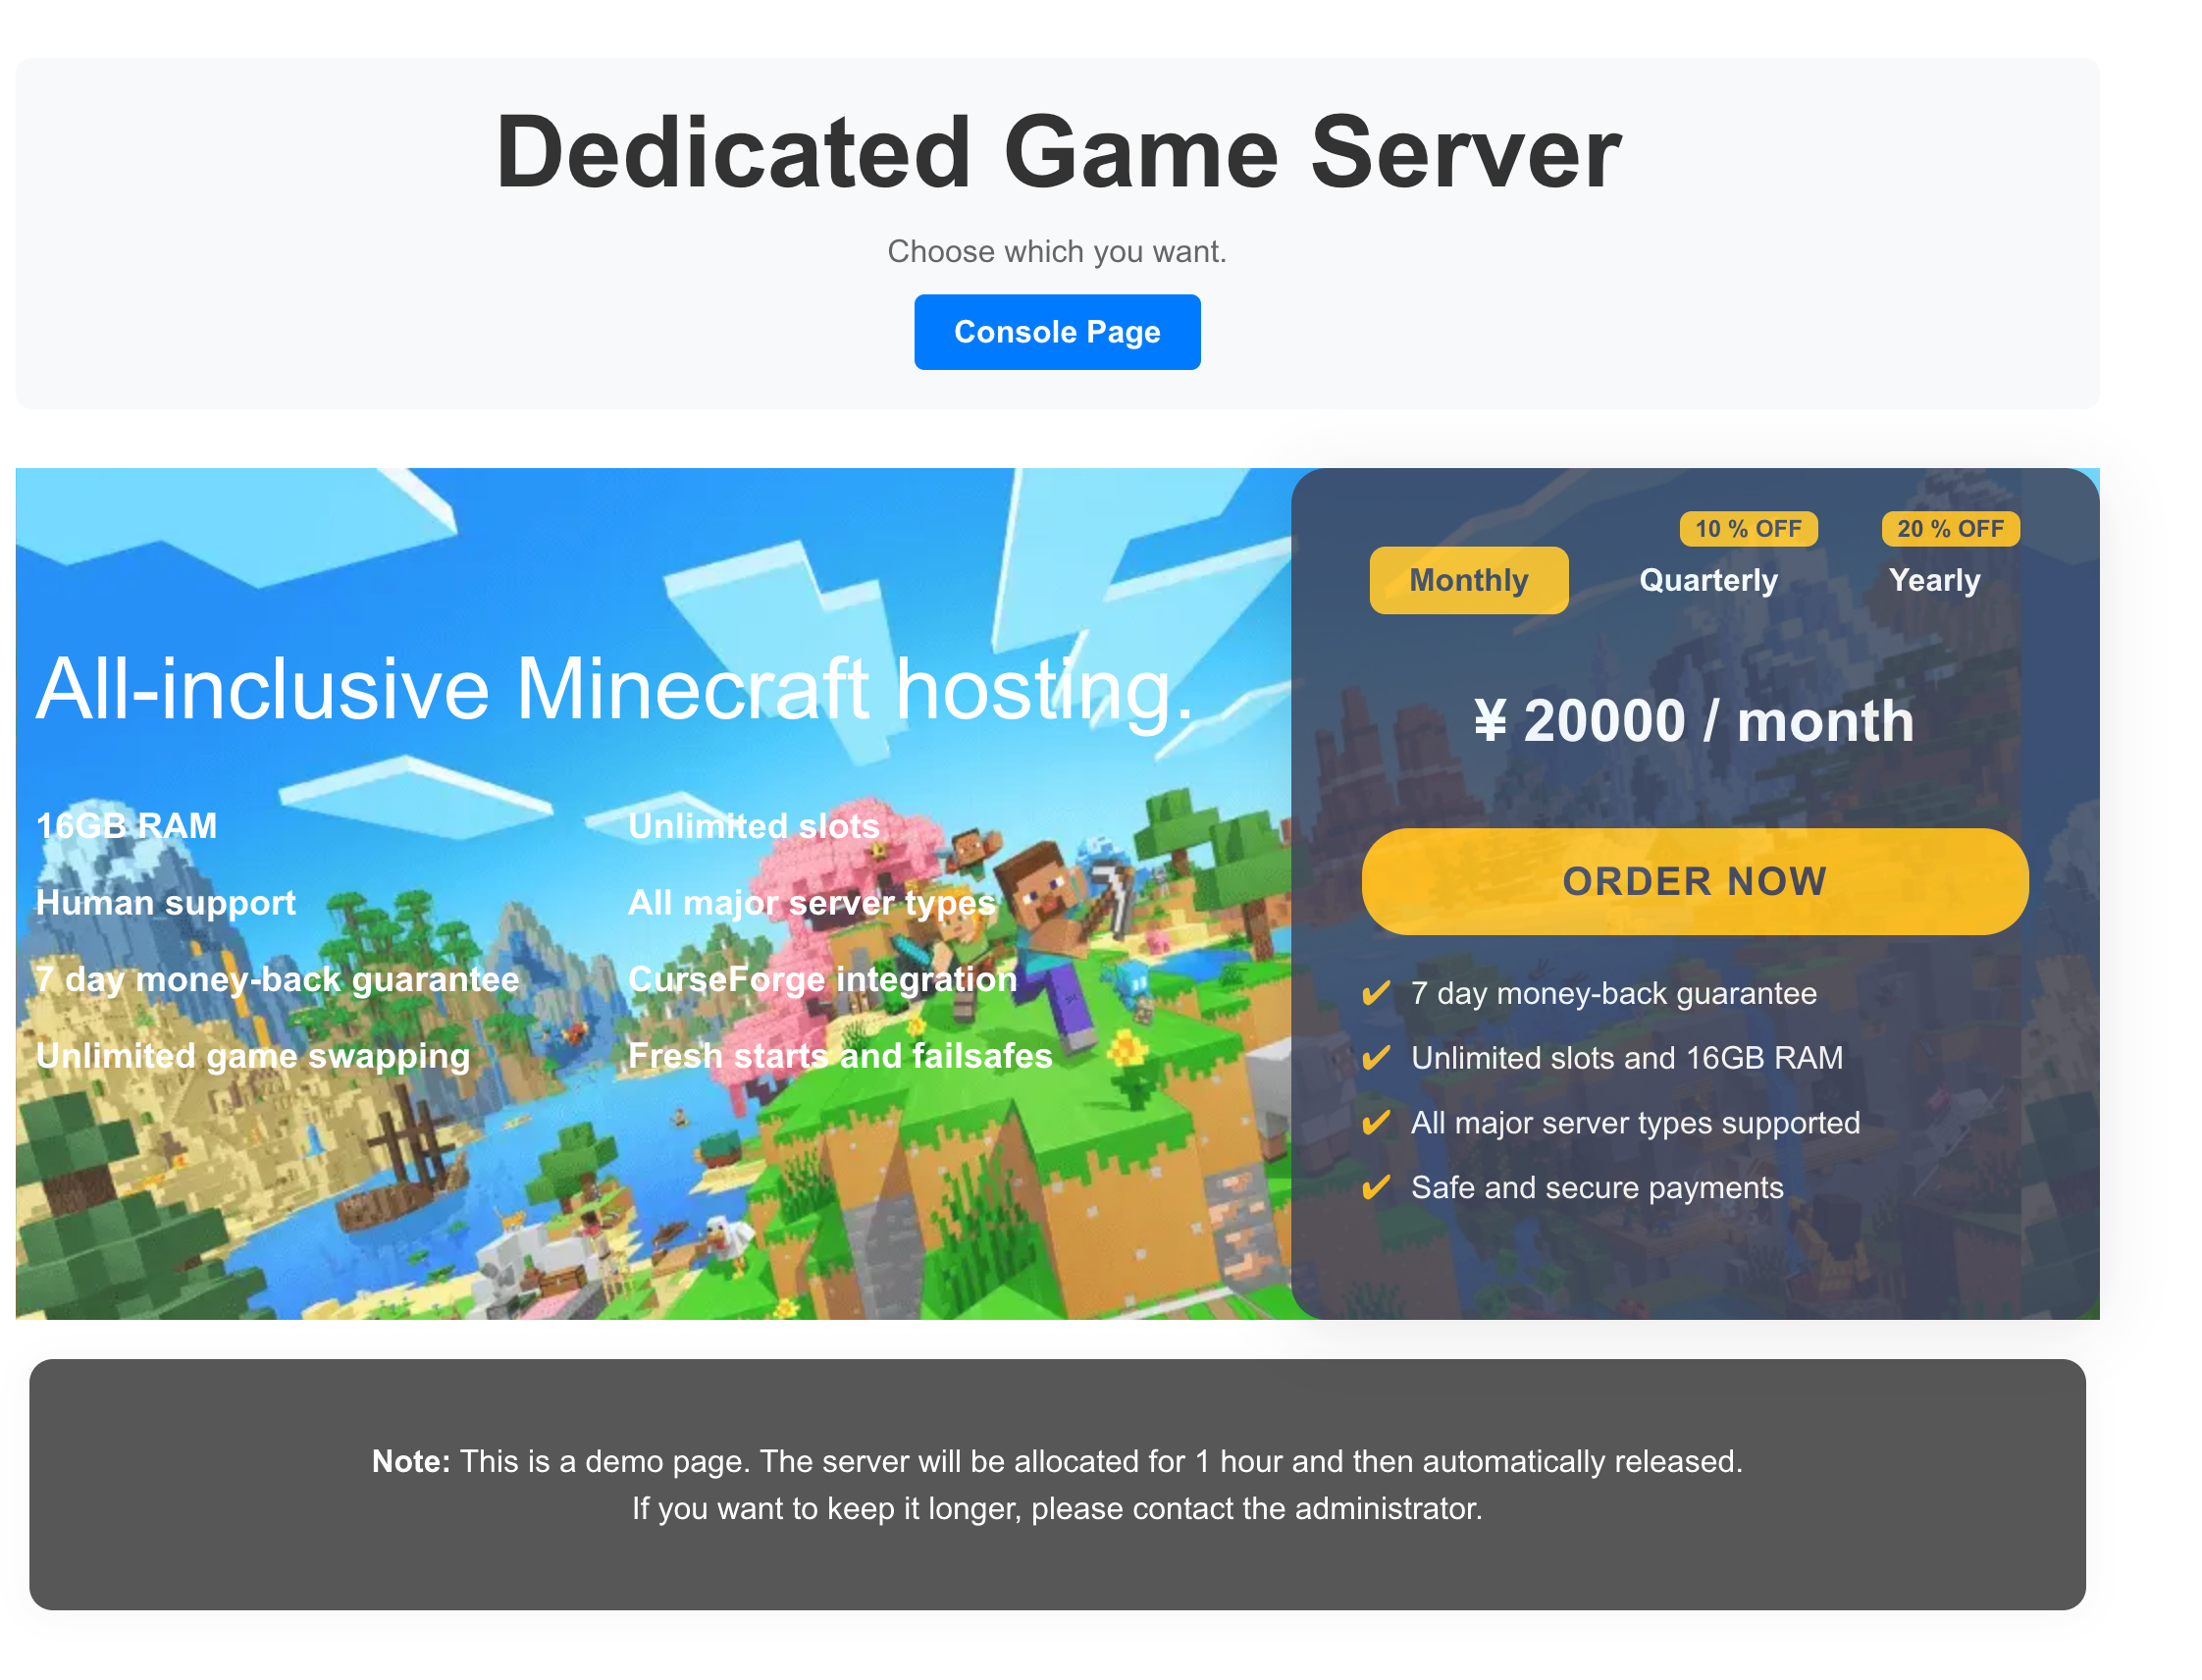 Dedicated Game Server
Choose which you want.
Console Page
All-inclusive Minecraft hosting.
16GB RAM
Unlimited slots
Human support
All major server types
7 day money-back guarantee
CurseForge integration
Unlimited game swapping
Fresh starts and failsafes
10 % OFF
20 % OFF
Monthly
Quarterly
Yearly
¥ 20000 / month
ORDER NOW
✔ 7 day money-back guarantee
✔ Unlimited slots and 16GB RAM
✔ All major server types supported
✔ Safe and secure payments
Note: This is a demo page. The server will be allocated for 1 hour and then automatically released.
If you want to keep it longer, please contact the administrator.